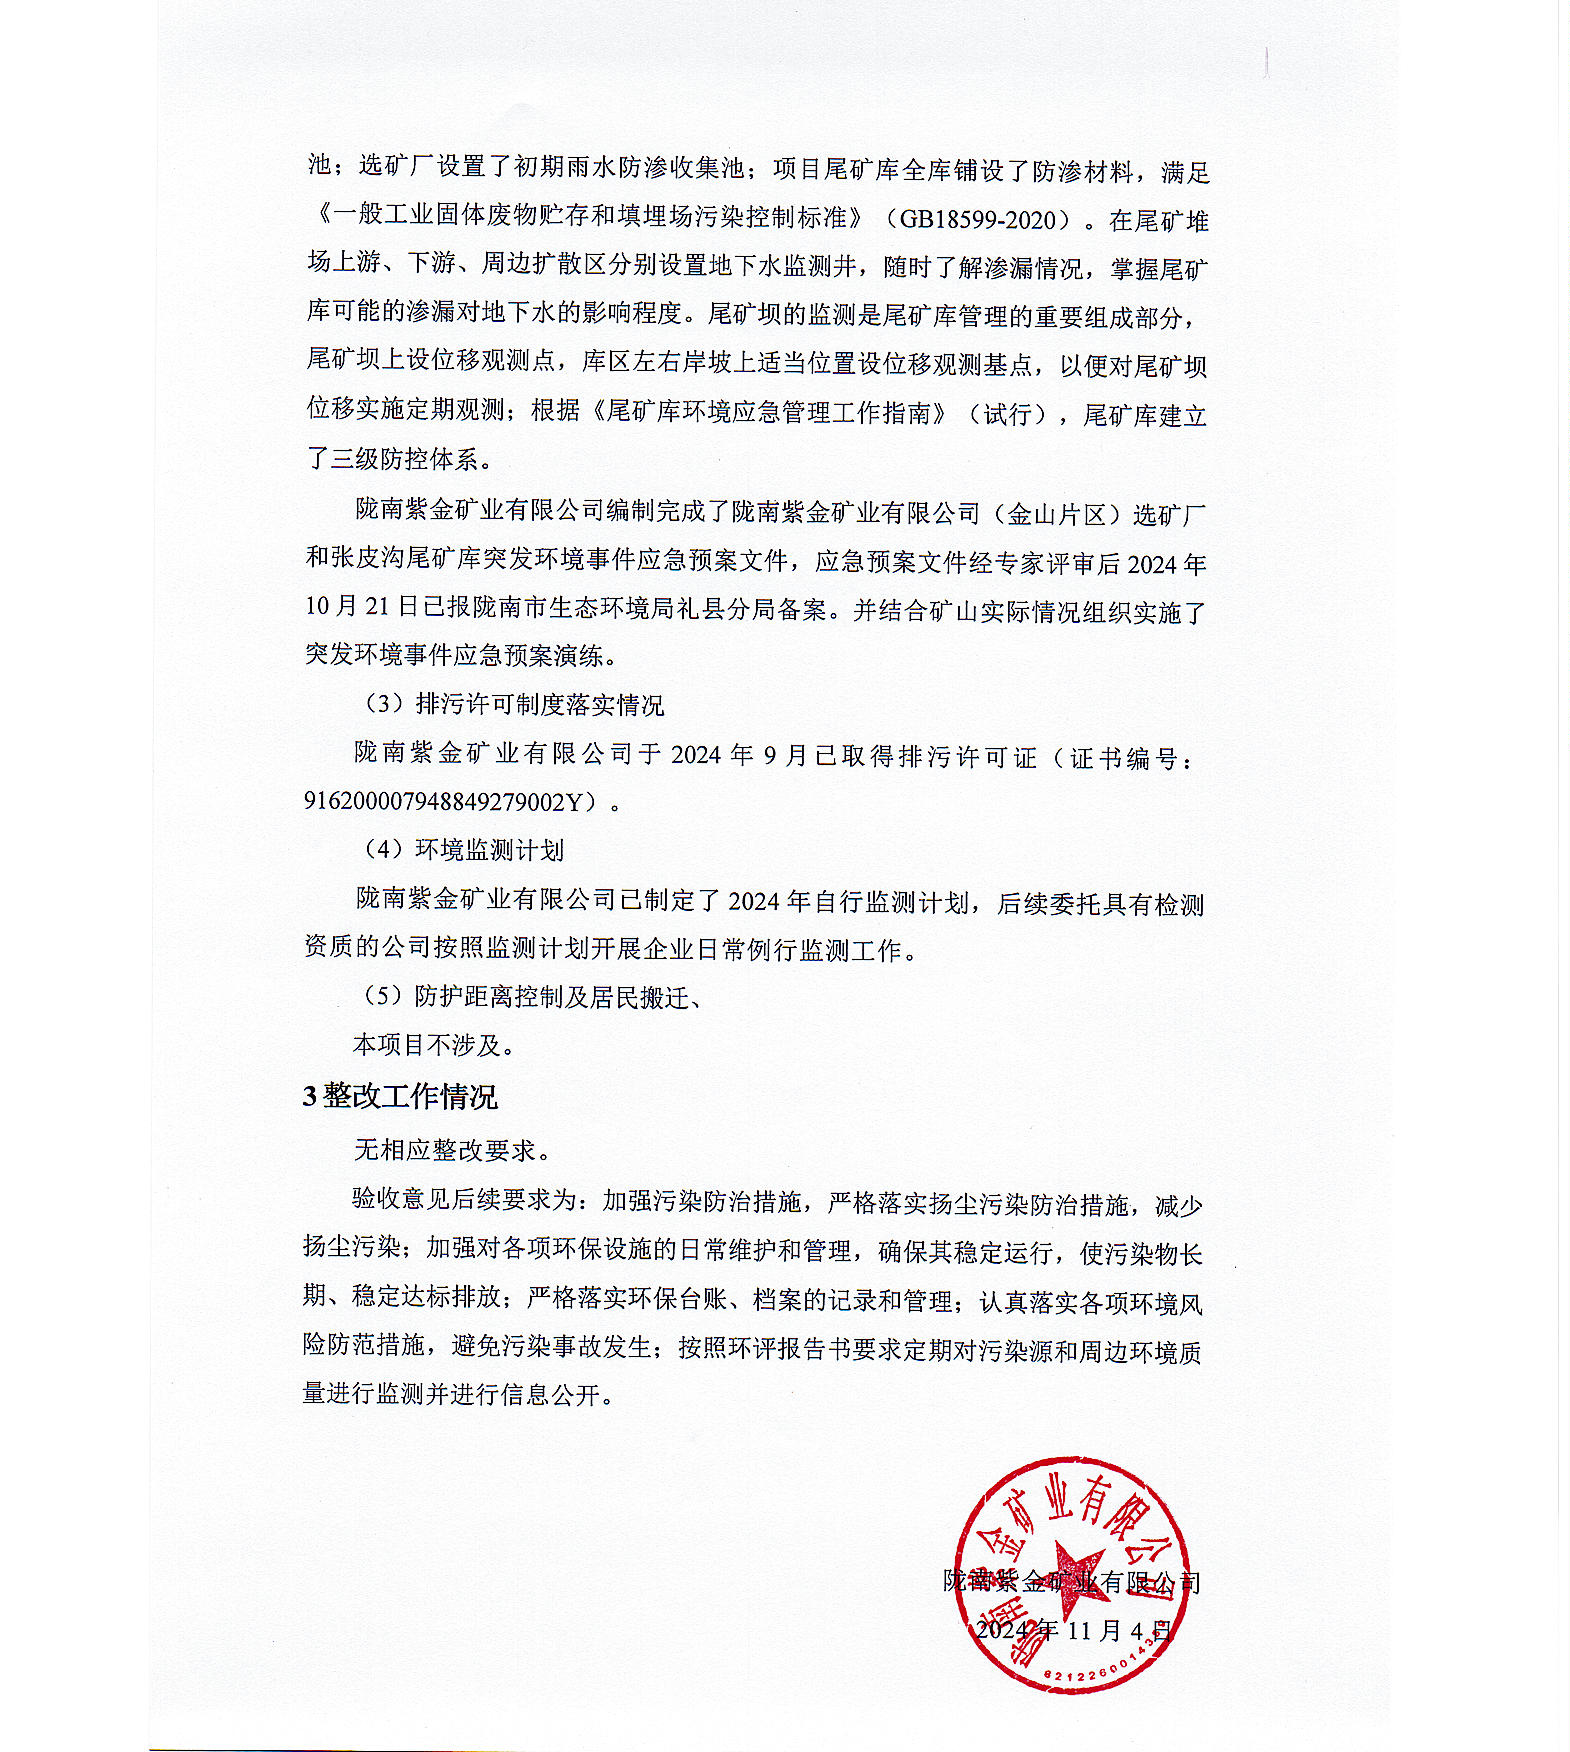 池；选矿厂设置了初期雨水防渗收集池；项目尾矿库全库铺设了防渗材料，满足
《一般工业固体废物贮存和填埋场污染控制标准》（GB18599-2020）。在尾矿堆
场上游、下游、周边扩散区分别设置地下水监测井，随时了解渗漏情况，掌握尾矿
库可能的渗漏对地下水的影响程度。尾矿坝的监测是尾矿库管理的重要组成部分，
尾矿坝上设位移观测点，库区左右岸坡上适当位置设位移观测基点，以便对尾矿坝
位移实施定期观测；根据《尾矿库环境应急管理工作指南》（试行），尾矿库建立
了三级防控体系。
陇南紫金矿业有限公司编制完成了陇南紫金矿业有限公司（金山片区）选矿厂
和张皮沟尾矿库突发环境事件应急预案文件，应急预案文件经专家评审后 2024 年
10 月 21 日已报陇南市生态环境局礼县分局备案。并结合矿山实际情况组织实施了
突发环境事件应急预案演练。
（3）排污许可制度落实情况
陇南紫金矿业有限公司于 2024 年 9 月已取得排污许可证（证书编号：
916200007948849279002Y）。
（4）环境监测计划
陇南紫金矿业有限公司已制定了 2024 年自行监测计划，后续委托具有检测
资质的公司按照监测计划开展企业日常例行监测工作。
（5）防护距离控制及居民搬迁、
本项目不涉及。
3 整改工作情况
无相应整改要求。
验收意见后续要求为：加强污染防治措施，严格落实扬尘污染防治措施，减少
扬尘污染；加强对各项环保设施的日常维护和管理，确保其稳定运行，使污染物长
期、稳定达标排放；严格落实环保台账、档案的记录和管理；认真落实各项环境风
险防范措施，避免污染事故发生；按照环评报告书要求定期对污染源和周边环境质
量进行监测并进行信息公开。
陇南紫金矿业有限公司
陇南紫金矿业有限公司
2024 年 11 月 4 日